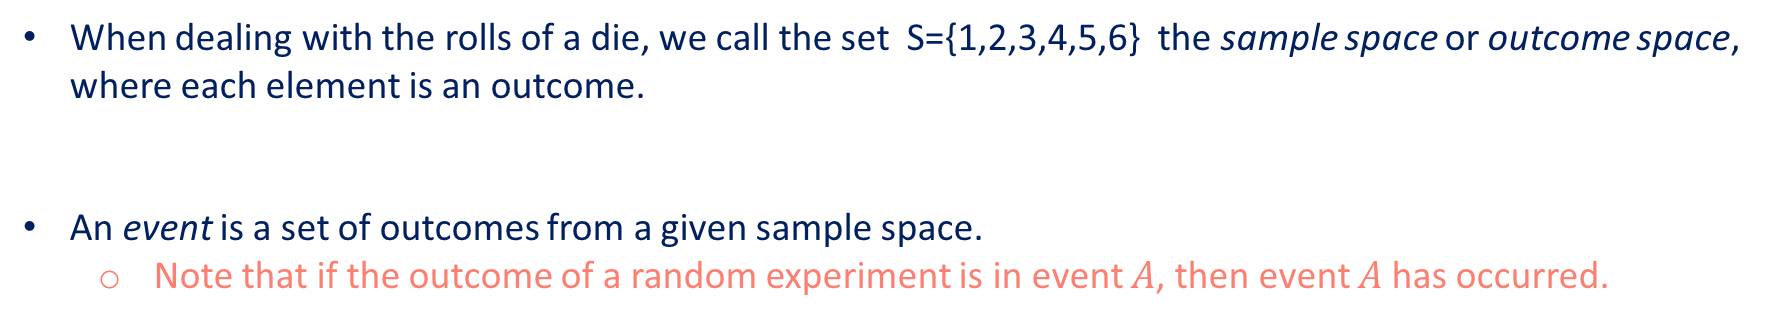 • When dealing with the rolls of a die, we call the set S={1,2,3,4,5,6} the sample space or outcome space,
where each element is an outcome.
• An event is a set of outcomes from a given sample space.
○ Note that if the outcome of a random experiment is in event A, then event A has occurred.